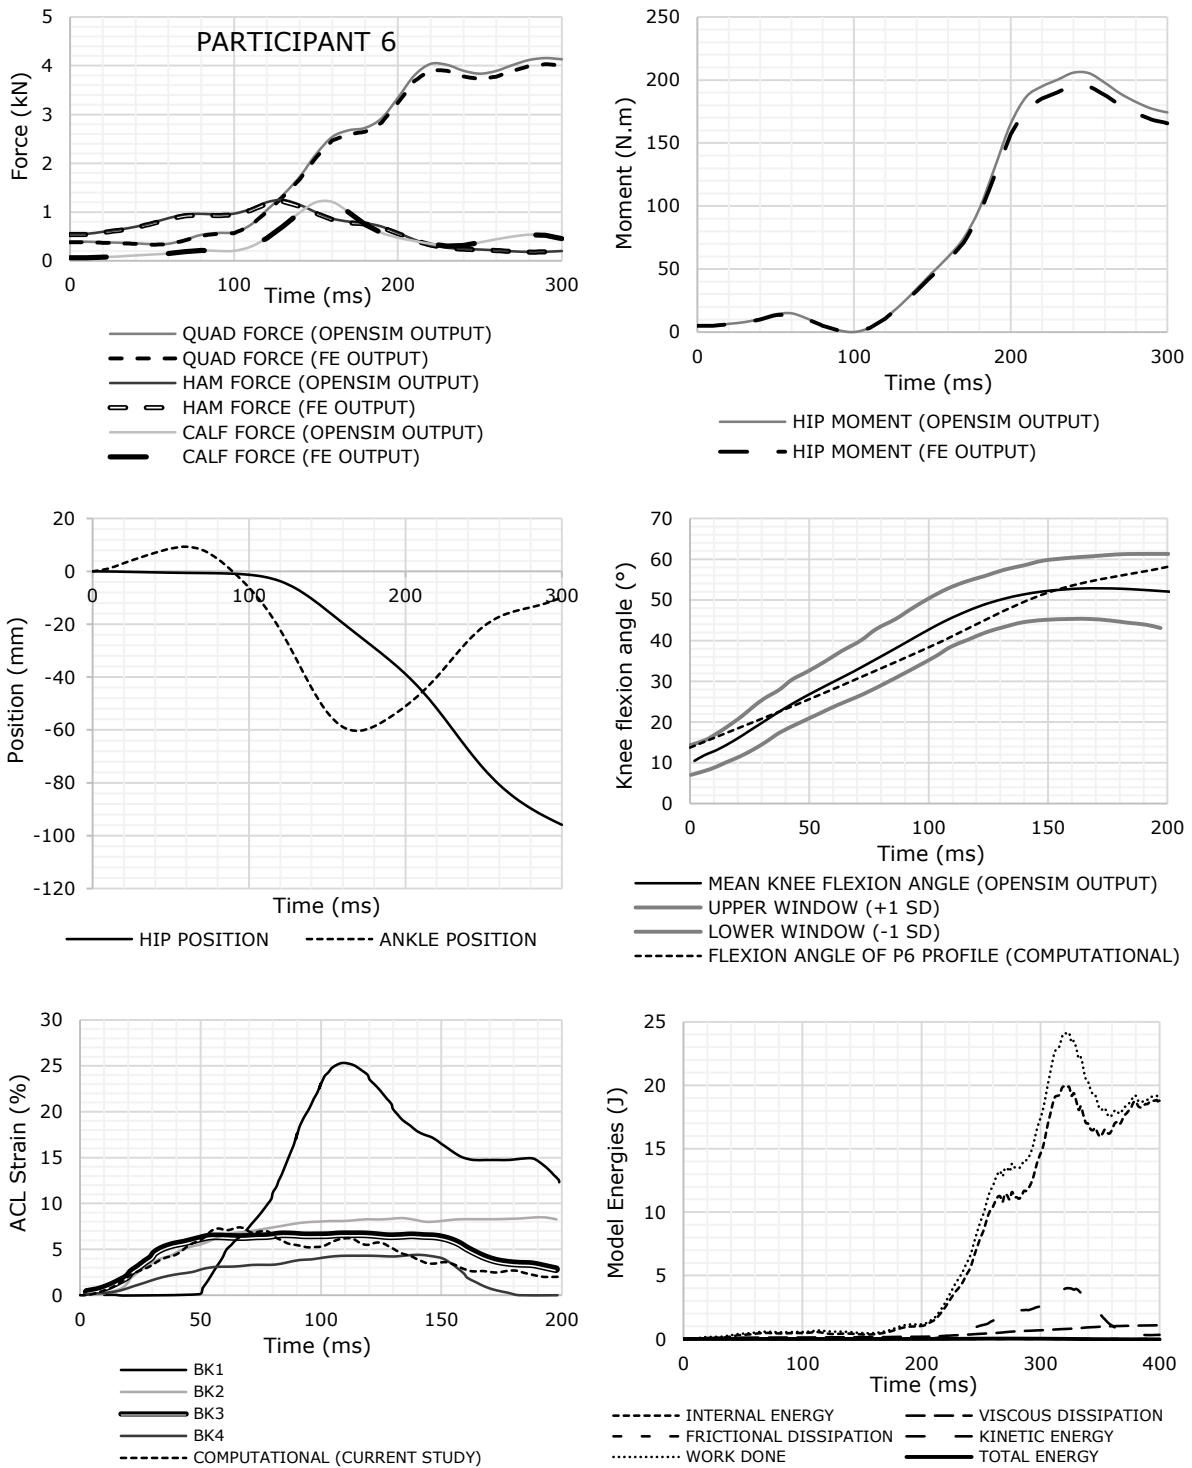 PARTICIPANT 6
Force (kN)
5
4
3
2
1
0
0 100 200 300
Time (ms)
QUAD FORCE (OPENSIM OUTPUT)
QUAD FORCE (FE OUTPUT)
HAM FORCE (OPENSIM OUTPUT)
HAM FORCE (FE OUTPUT)
CALF FORCE (OPENSIM OUTPUT)
CALF FORCE (FE OUTPUT)
Moment (N.m)
250
200
150
100
50
0
0 100 200 300
Time (ms)
HIP MOMENT (OPENSIM OUTPUT)
HIP MOMENT (FE OUTPUT)
Position (mm)
20
0
-20
-40
-60
-80
-100
-120
0 100 200 300
Time (ms)
HIP POSITION ANKLE POSITION
Knee flexion angle (°)
70
60
50
40
30
20
10
0
0 50 100 150 200
Time (ms)
MEAN KNEE FLEXION ANGLE (OPENSIM OUTPUT)
UPPER WINDOW (+1 SD)
LOWER WINDOW (-1 SD)
FLEXION ANGLE OF P6 PROFILE (COMPUTATIONAL)
ACL Strain (%)
30
25
20
15
10
5
0
0 50 100 150 200
Time (ms)
BK1
BK2
BK3
BK4
COMPUTATIONAL (CURRENT STUDY)
Model Energies (J)
25
20
15
10
5
0
0 100 200 300 400
Time (ms)
INTERNAL ENERGY VISCOUS DISSIPATION
FRICTIONAL DISSIPATION KINETIC ENERGY
WORK DONE TOTAL ENERGY